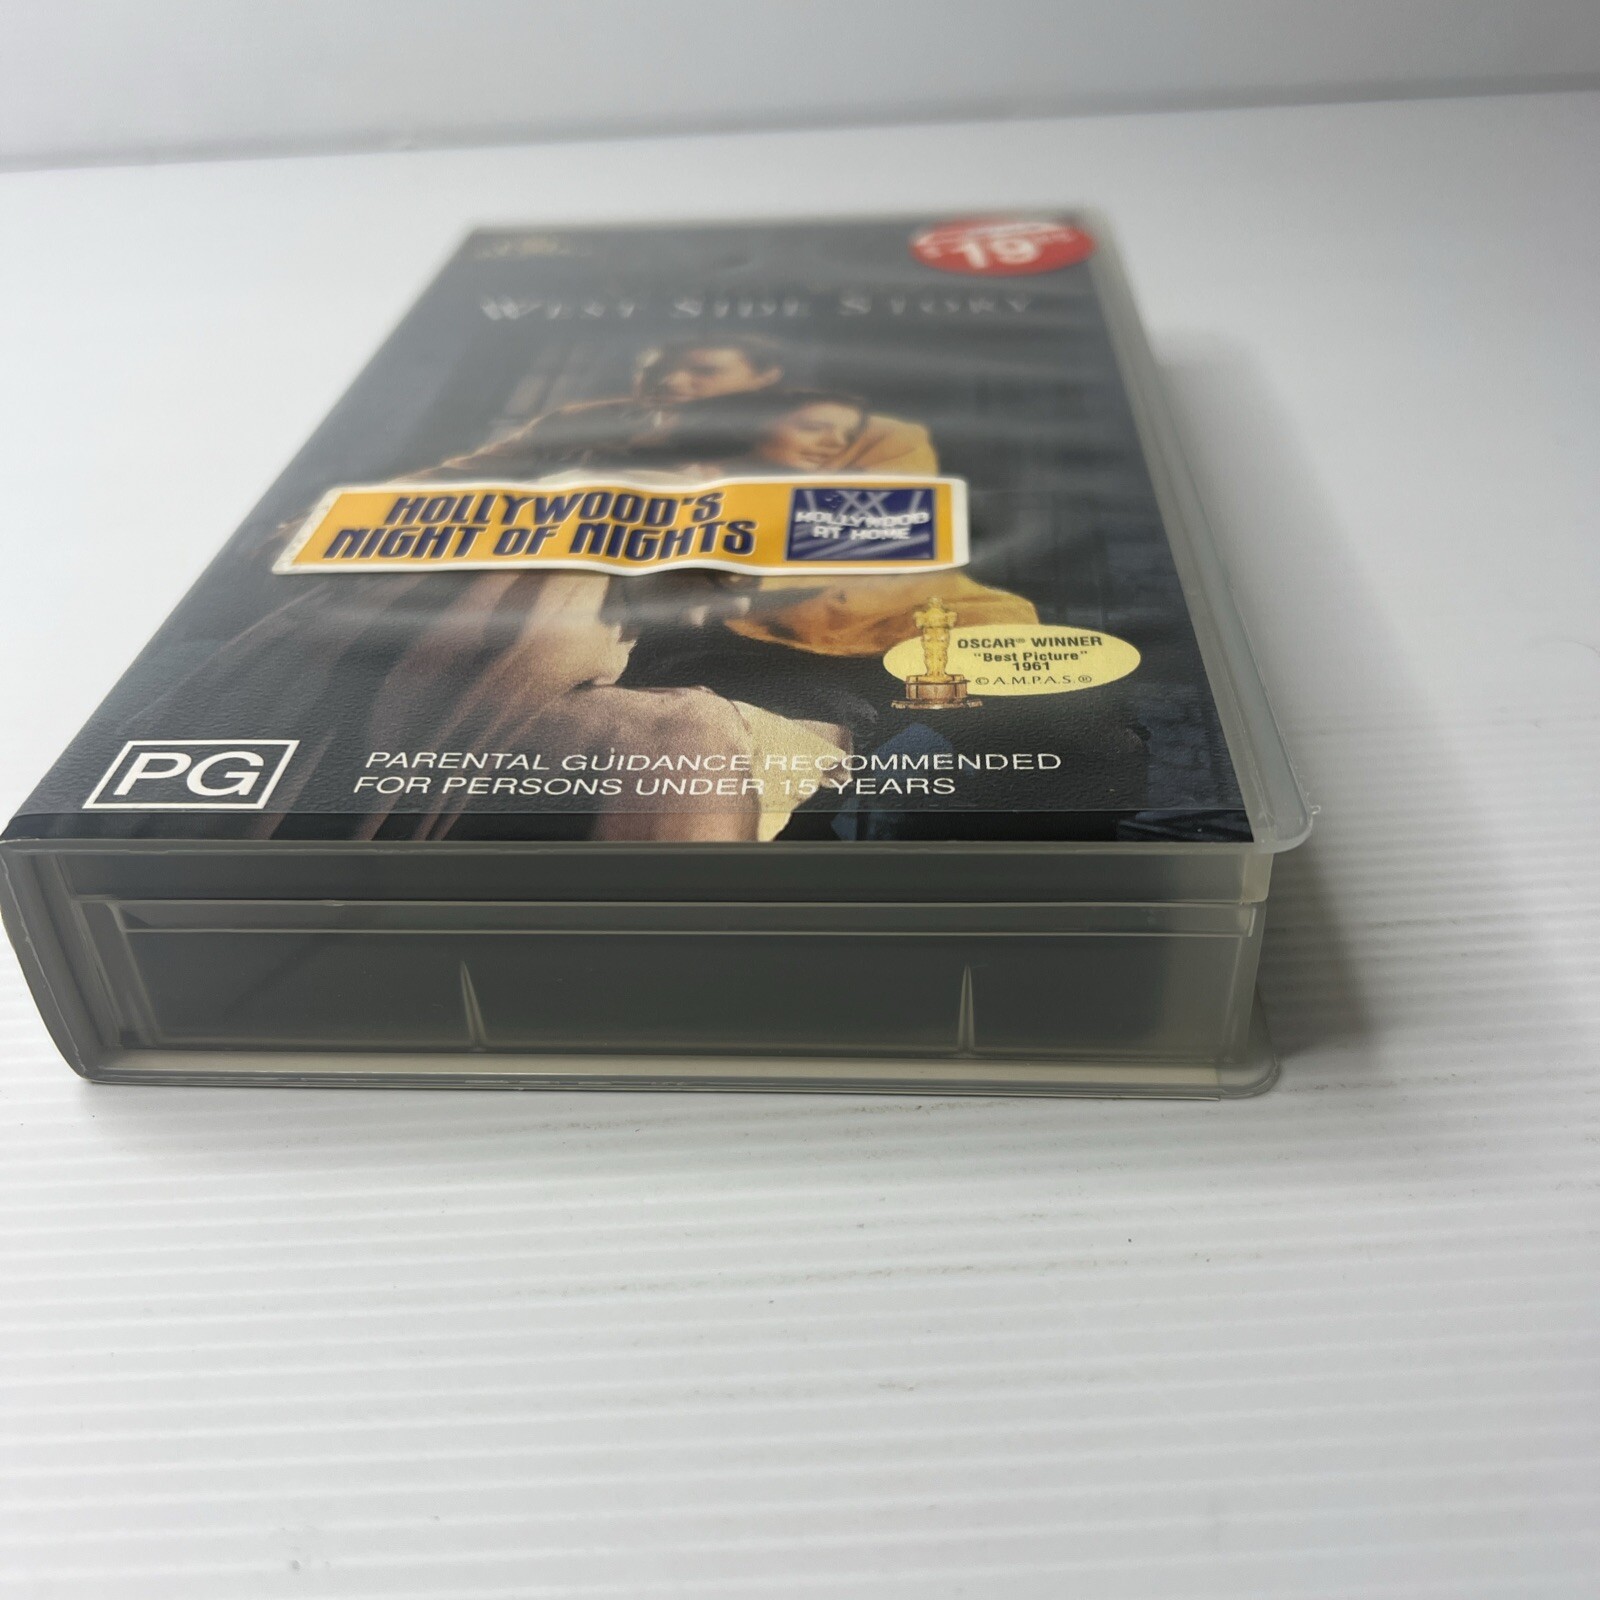 19
WEST SIDE STORY
HOLLYWOOD'S
NIGHT OF NIGHTS
HOLLYWOOD
AT HOME
OSCAR® WINNER
"Best Picture"
1961
© A.M.P.A.S.®
PG
PARENTAL GUIDANCE RECOMMENDED
FOR PERSONS UNDER 15 YEARS